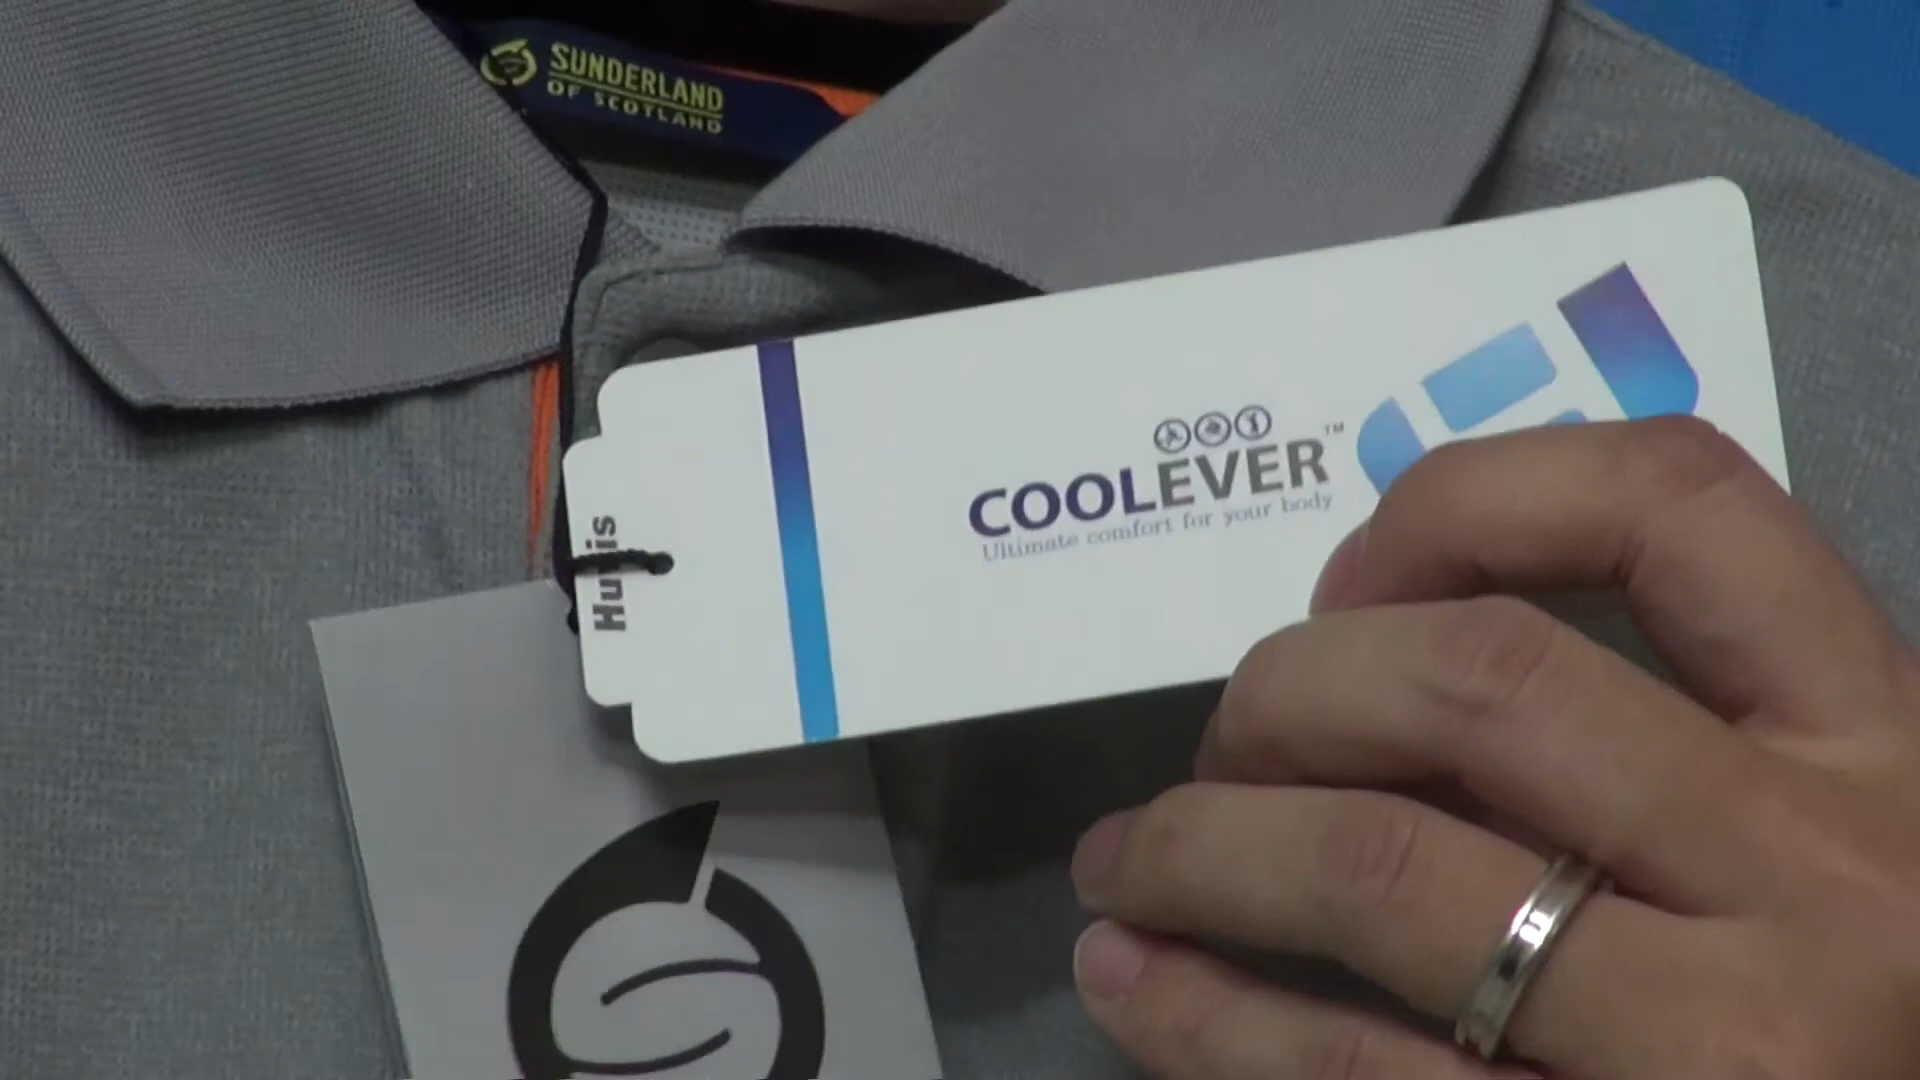 SUNDERLAND
OF SCOTLAND
COOLEVER™
Ultimate comfort for your body